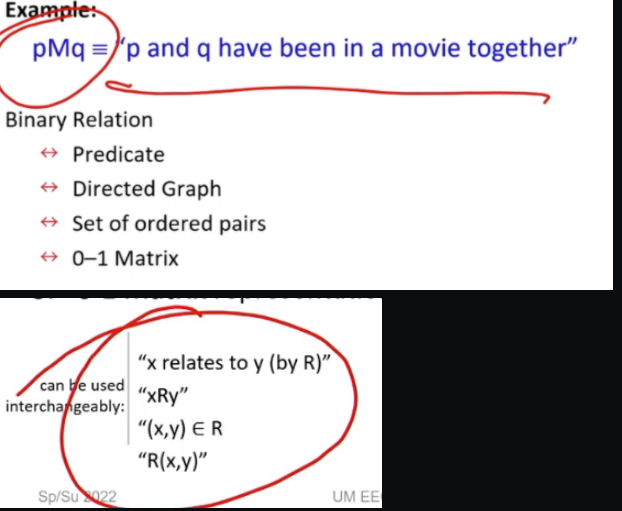 Example:
pMq ≡ “p and q have been in a movie together”
Binary Relation
↔ Predicate
↔ Directed Graph
↔ Set of ordered pairs
↔ 0–1 Matrix
can be used
interchangeably:
“x relates to y (by R)”
“xRy”
“(x,y) ∈ R
“R(x,y)”
Sp/Su 2022
UM EE